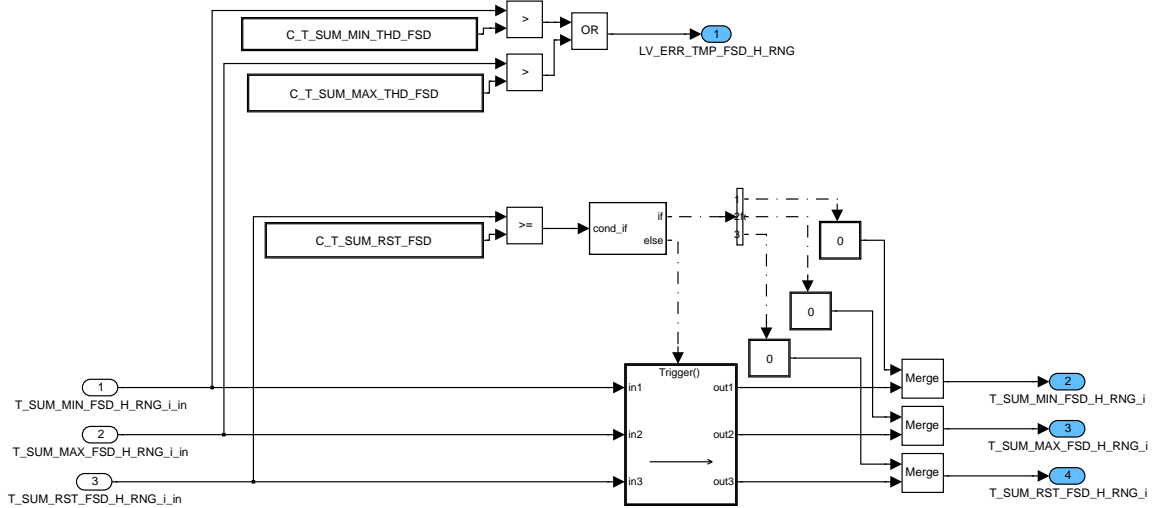 >
C_T_SUM_MIN_THD_FSD
OR
1
LV_ERR_TMP_FSD_H_RNG
>
C_T_SUM_MAX_THD_FSD
1
if
2
>=
cond_if
C_T_SUM_RST_FSD
else
3
0
0
0
Trigger()
1
in1
out1
Merge
2
T_SUM_MIN_FSD_H_RNG_i_in
T_SUM_MIN_FSD_H_RNG_i
2
in2
out2
Merge
3
T_SUM_MAX_FSD_H_RNG_i_in
T_SUM_MAX_FSD_H_RNG_i
3
in3
out3
Merge
4
T_SUM_RST_FSD_H_RNG_i_in
T_SUM_RST_FSD_H_RNG_i